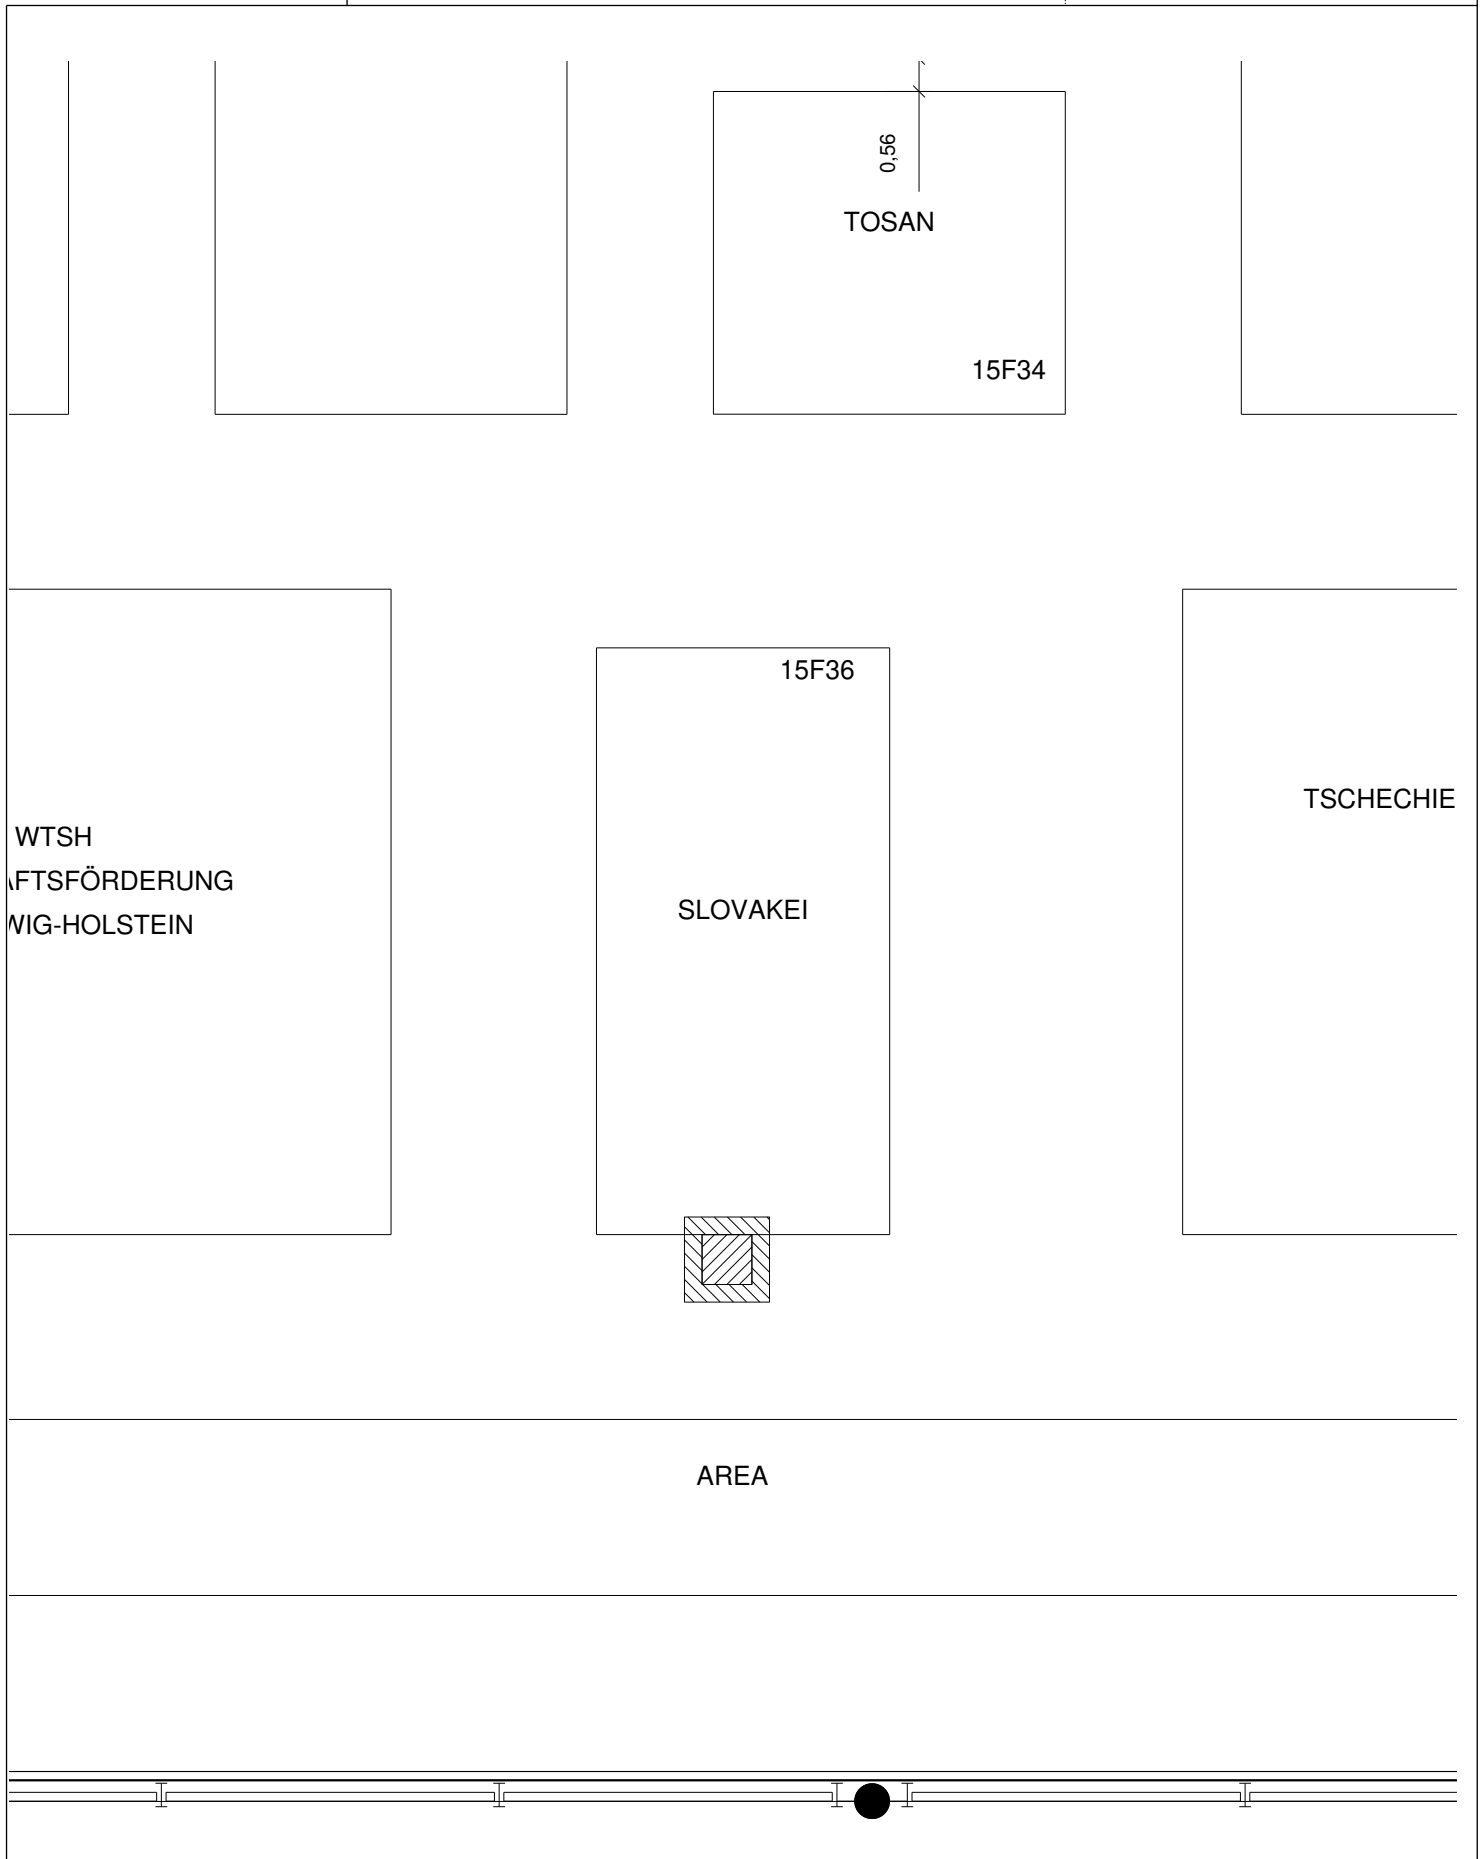 0,56
TOSAN
15F34
15F36
TSCHECHIE
WTSH
AFTSFÖRDERUNG
WIG-HOLSTEIN
SLOVAKEI
AREA